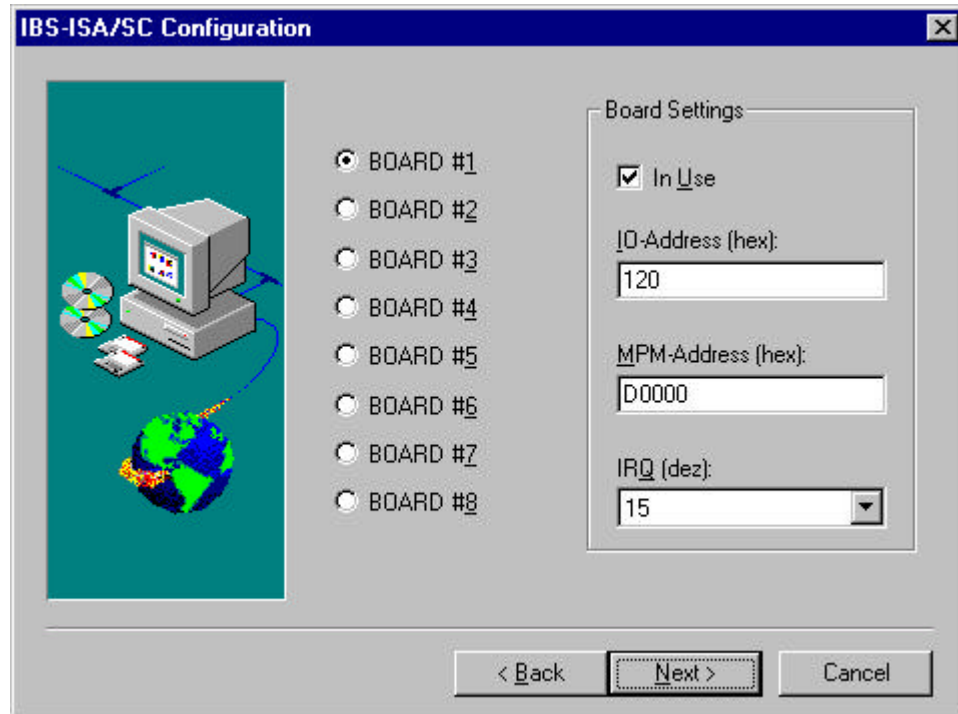 IBS-ISA/SC Configuration
BOARD #1
BOARD #2
BOARD #3
BOARD #4
BOARD #5
BOARD #6
BOARD #7
BOARD #8
Board Settings
In Use
IO-Address (hex):
120
MPM-Address (hex):
D0000
IRQ (dez):
15
< Back
Next >
Cancel